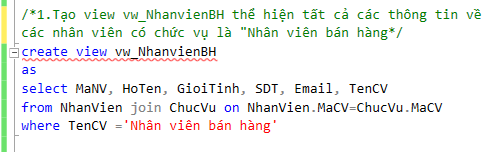 /*1.Tạo view vw_NhanvienBH thể hiện tất cả các thông tin về
các nhân viên có chức vụ là "Nhân viên bán hàng*/
create view vw_NhanvienBH
as
select MaNV, HoTen, GioiTinh, SDT, Email, TenCV
from NhanVien join ChucVu on NhanVien.MaCV=ChucVu.MaCV
where TenCV ='Nhân viên bán hàng'